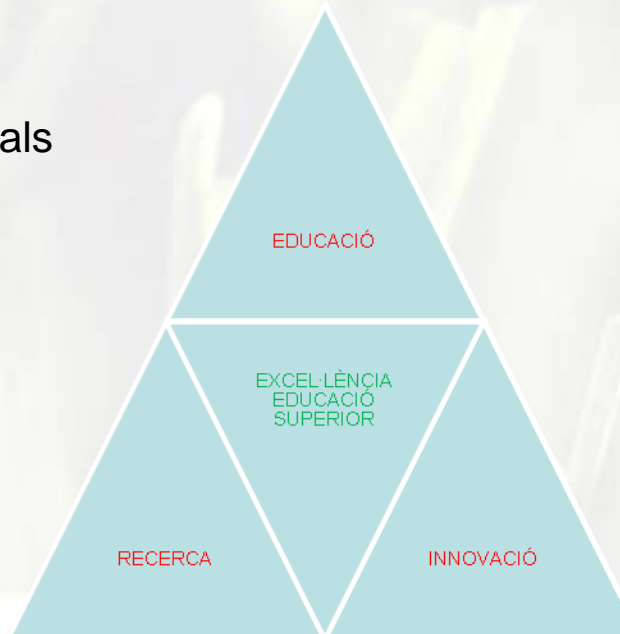 als
EDUCACIÓ
EXCEL·LÈNCIA
EDUCACIÓ
SUPERIOR
RECERCA
INNOVACIÓ